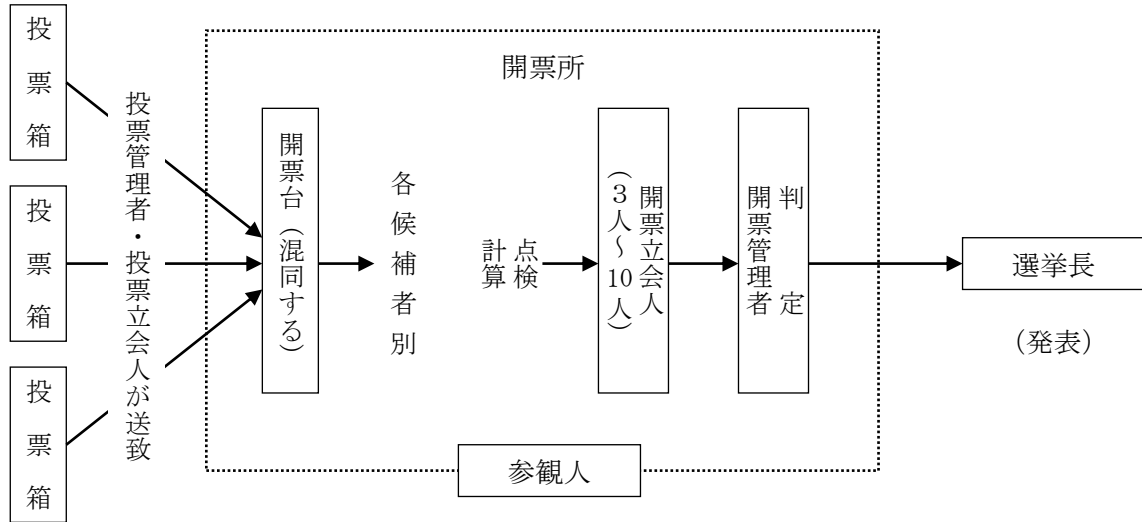 投票箱
投票箱
投票箱
投票管理者・投票立会人が送致
開票所
開票台（混同する）
各候補者別
点検
計算
開票立会人
（3人～10人）
判定
開票管理者
参観人
選挙長
（発表）